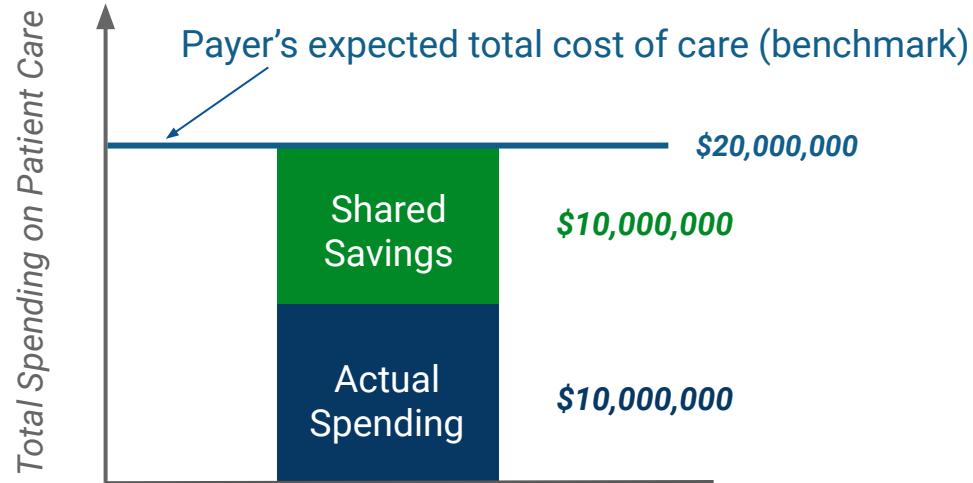 Total Spending on Patient Care
Payer’s expected total cost of care (benchmark)
$20,000,000
Shared
Savings
$10,000,000
Actual
Spending
$10,000,000